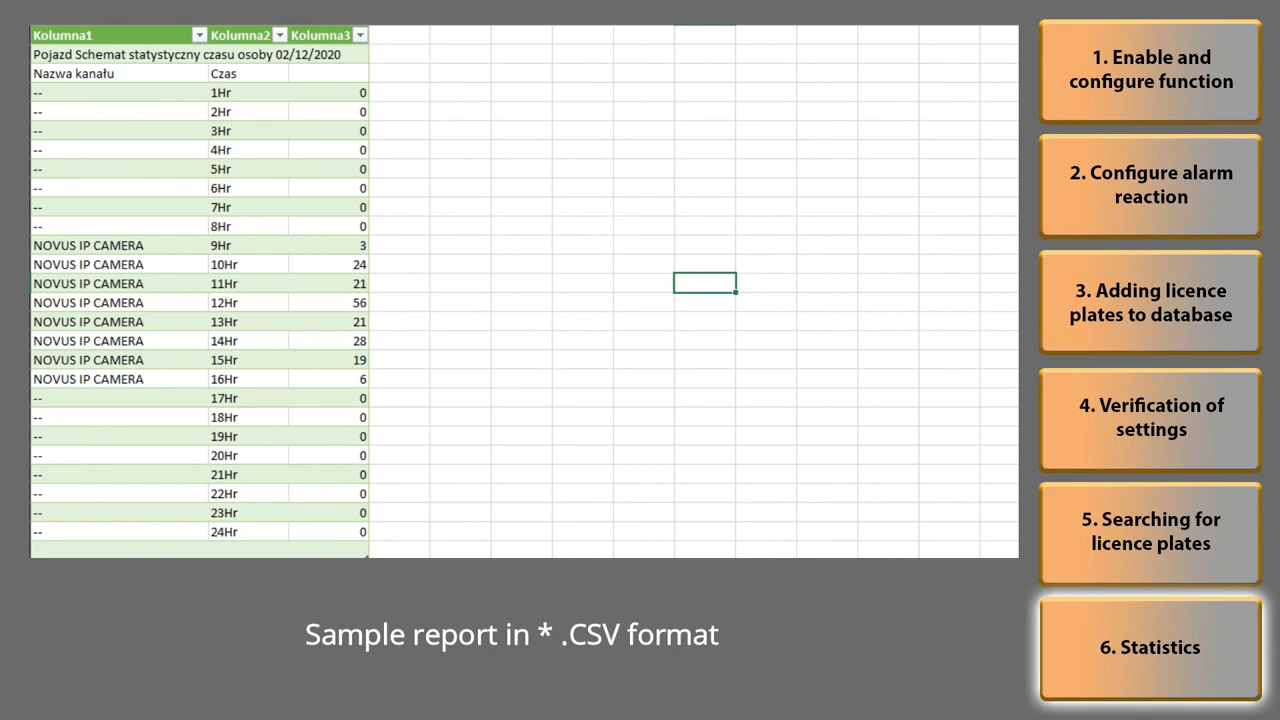 Kolumna1 Kolumna2 Kolumna3
Pojazd Schemat statystyczny czasu osoby 02/12/2020
Nazwa kanału Czas
-- 1Hr 0
-- 2Hr 0
-- 3Hr 0
-- 4Hr 0
-- 5Hr 0
-- 6Hr 0
-- 7Hr 0
-- 8Hr 0
NOVUS IP CAMERA 9Hr 3
NOVUS IP CAMERA 10Hr 24
NOVUS IP CAMERA 11Hr 21
NOVUS IP CAMERA 12Hr 56
NOVUS IP CAMERA 13Hr 21
NOVUS IP CAMERA 14Hr 28
NOVUS IP CAMERA 15Hr 19
NOVUS IP CAMERA 16Hr 6
-- 17Hr 0
-- 18Hr 0
-- 19Hr 0
-- 20Hr 0
-- 21Hr 0
-- 22Hr 0
-- 23Hr 0
-- 24Hr 0
Sample report in * .CSV format
1. Enable and
configure function
2. Configure alarm
reaction
3. Adding licence
plates to database
4. Verification of
settings
5. Searching for
licence plates
6. Statistics